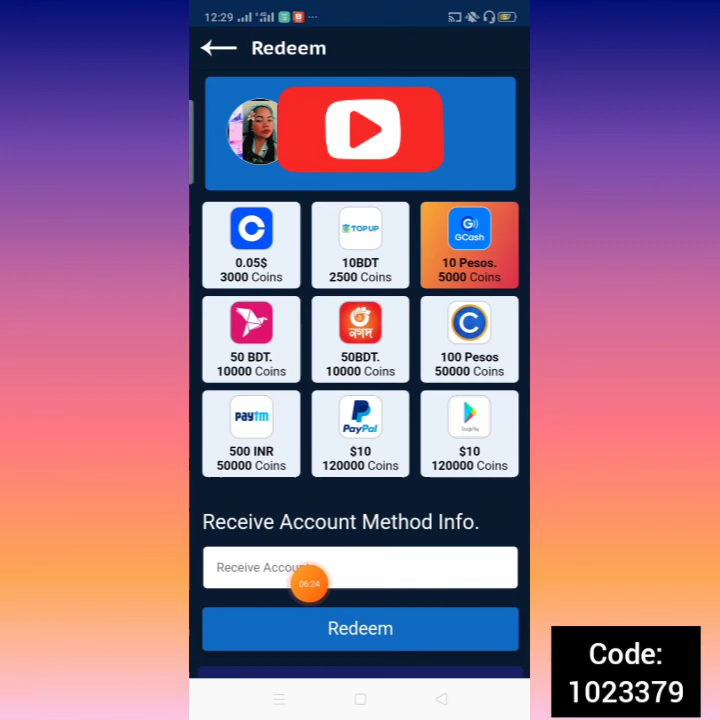 12:29
Redeem
0.05$
3000 Coins
TOPUP
10BDT
2500 Coins
GCash
10 Pesos.
5000 Coins
50 BDT.
10000 Coins
নগদ
50BDT.
10000 Coins
100 Pesos
50000 Coins
paytm
500 INR
50000 Coins
PayPal
$10
120000 Coins
Google Play
$10
120000 Coins
Receive Account Method Info.
Receive Accou
06:24
Redeem
Code:
1023379